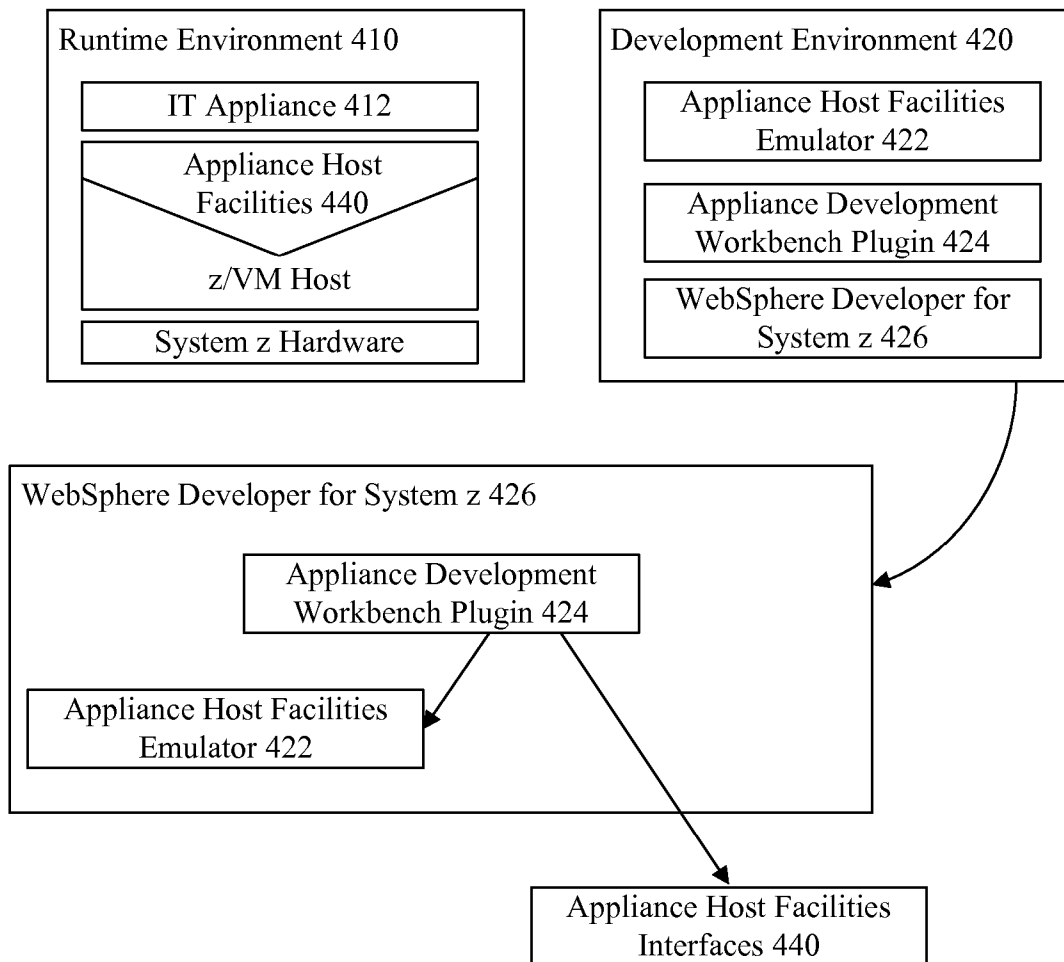 Runtime Environment 410
IT Appliance 412
Appliance Host
Facilities 440
z/VM Host
System z Hardware
Development Environment 420
Appliance Host Facilities
Emulator 422
Appliance Development
Workbench Plugin 424
WebSphere Developer for
System z 426
WebSphere Developer for System z 426
Appliance Development
Workbench Plugin 424
Appliance Host Facilities
Emulator 422
Appliance Host Facilities
Interfaces 440